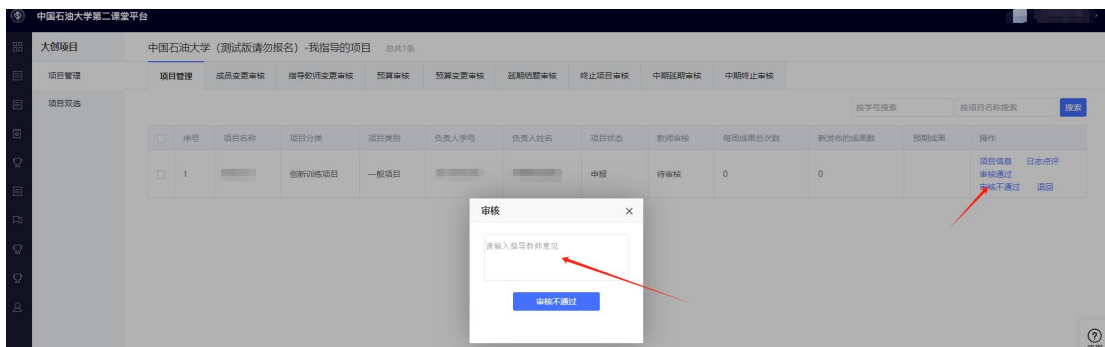 中国石油大学第二课堂平台
大创项目
项目管理
项目双选
中国石油大学（测试版请勿报名）-我指导的项目 总共1条
项目管理 成员变更审核 指导教师变更审核 预算审核 预算变更审核 延期结题审核 终止项目审核 中期延期审核 中期终止审核
按学号搜索 按项目名称搜索 搜索
序号 项目名称 项目分类 项目类别 负责人学号 负责人姓名 项目状态 教师审核 每周成果总次数 新发布的成果数 预期成果 操作
1 创新训练项目 一般项目 申报 待审核 0 0 项目信息 日志点评
审核通过
审核不通过 退回
审核 ×
请输入指导教师意见
审核不通过